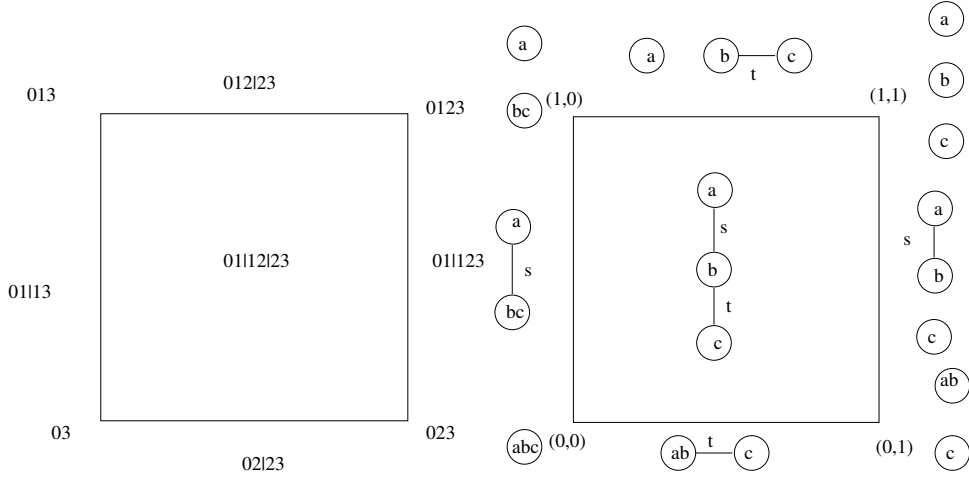 013
012|23
0123
01|13
01|12|23
01|123
03
02|23
023
a
bc
(1,0)
a
b
c
t
(1,1)
a
b
c
a
s
bc
a
s
b
t
c
a
s
b
c
abc
(0,0)
ab
t
c
(0,1)
ab
c